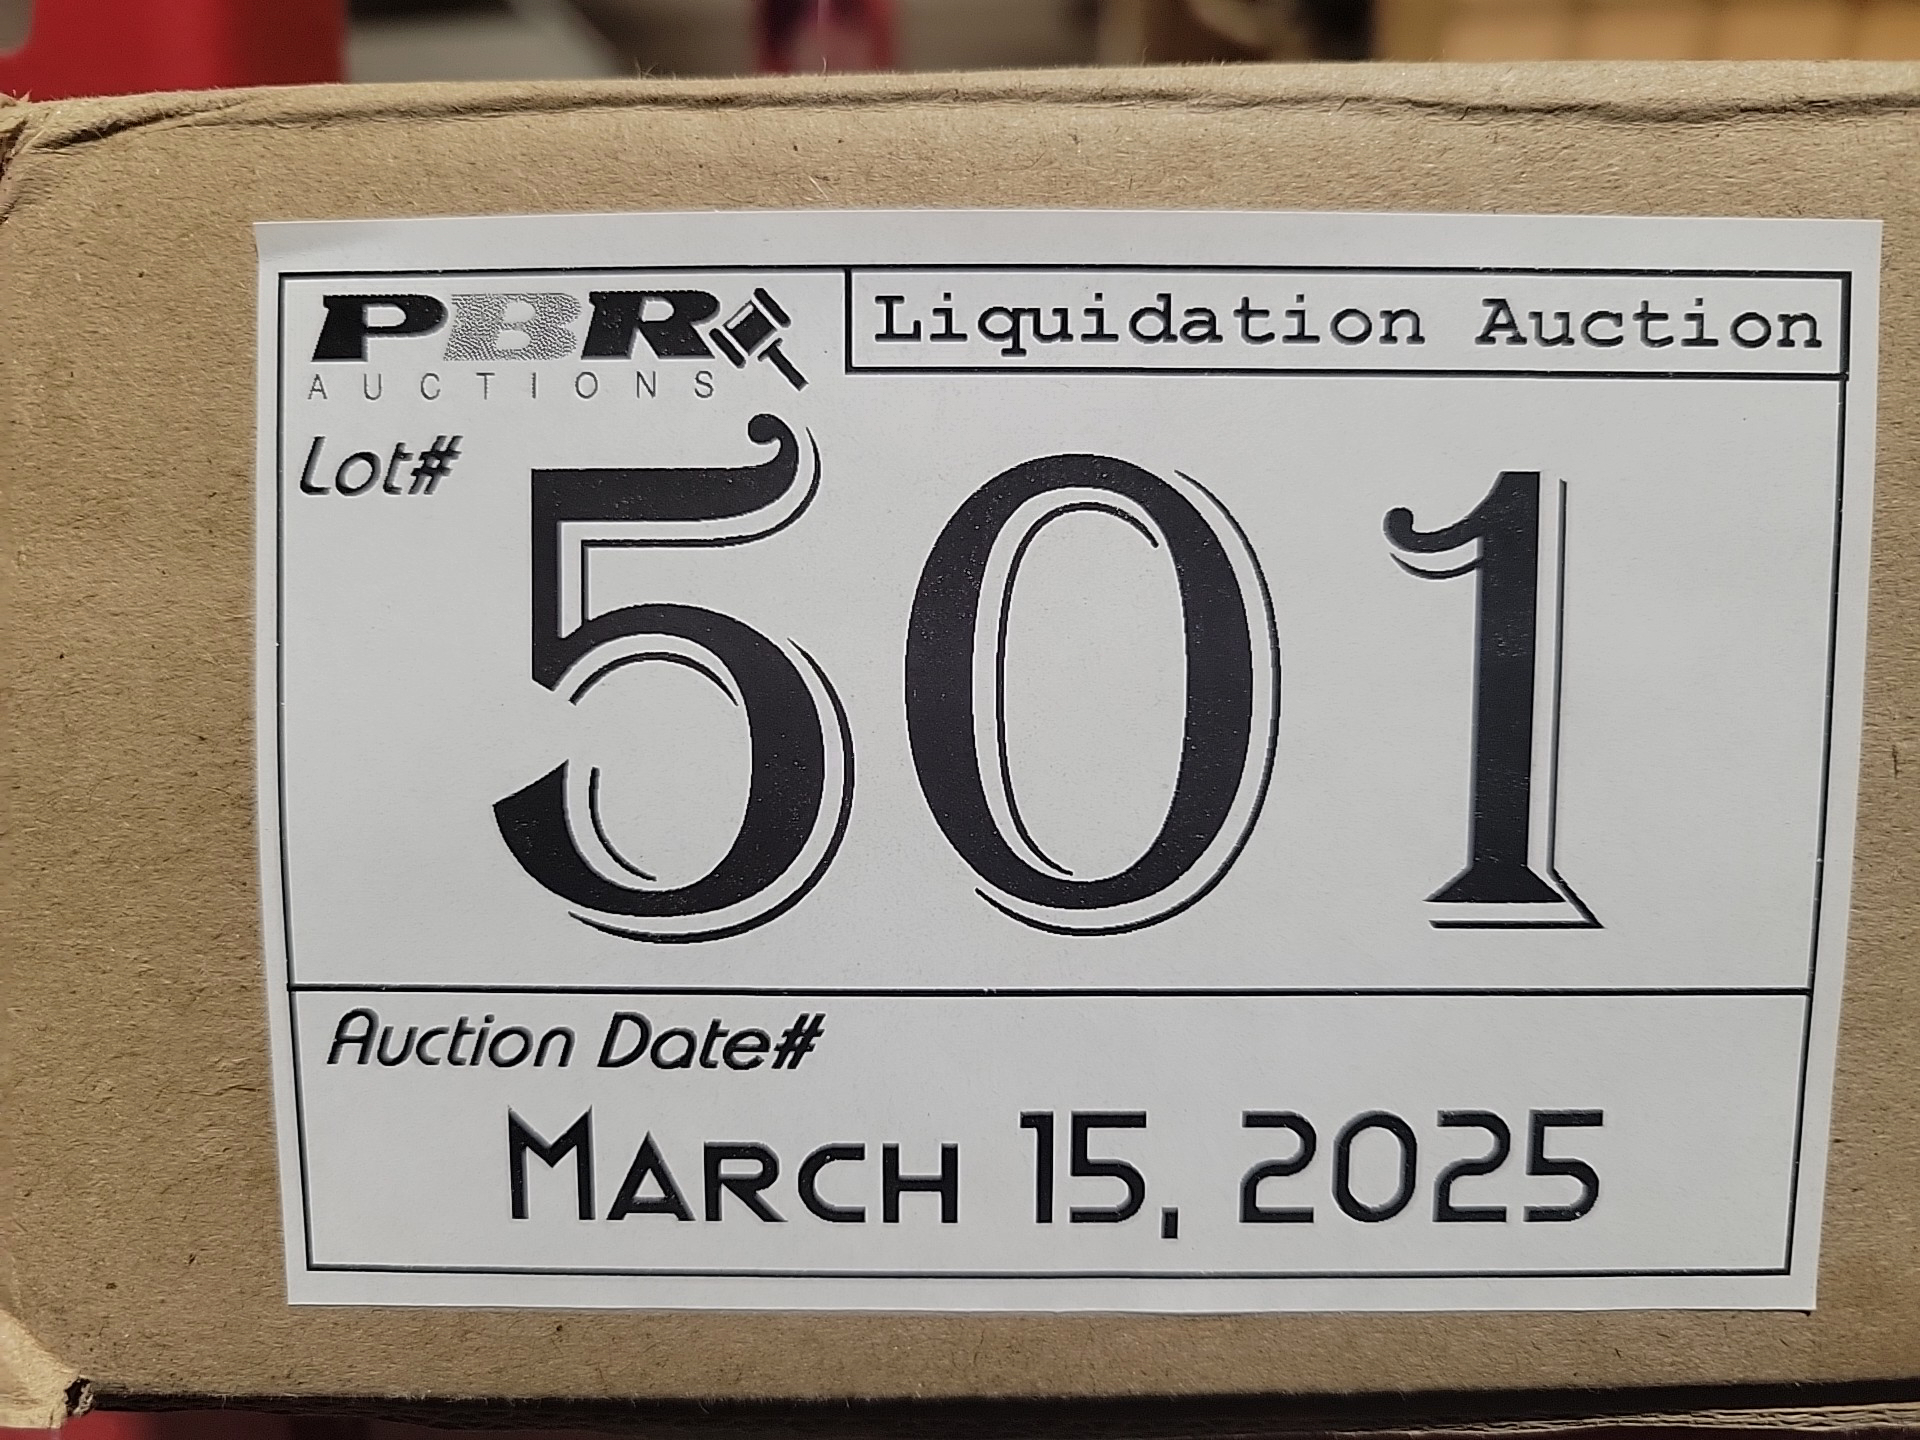 PBR
AUCTIONS
Liquidation Auction
Lot#
501
Auction Date#
March 15, 2025